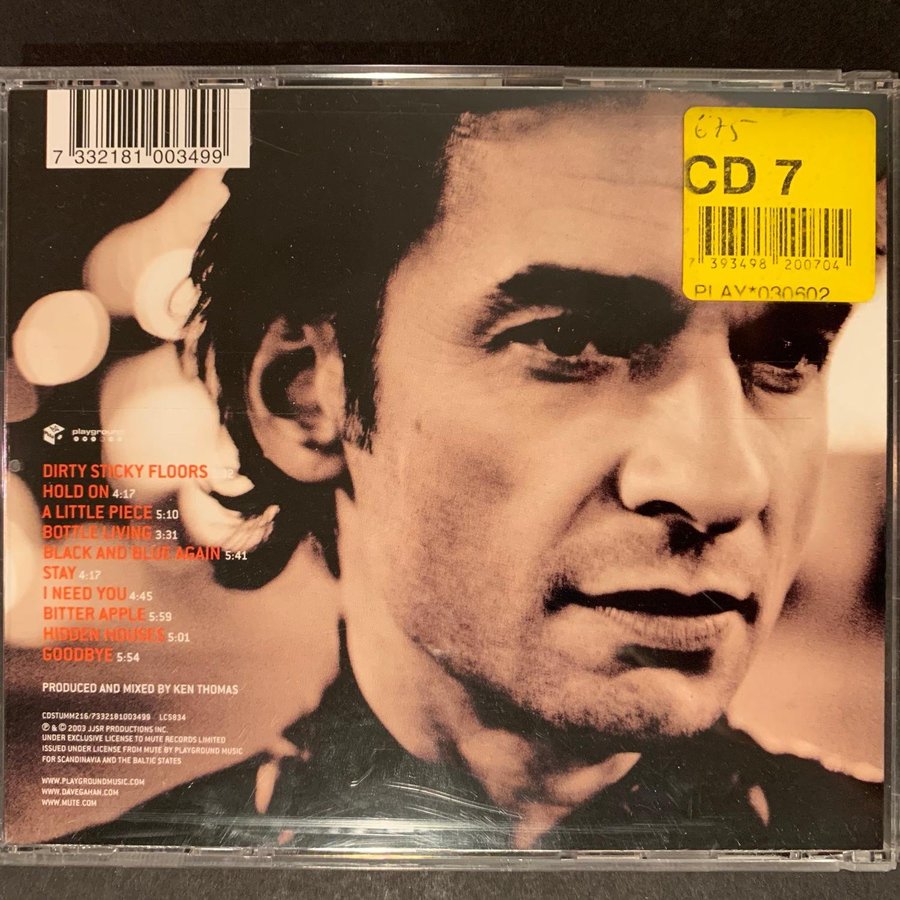 7 332181 003499
675
CD 7
7 393498 200704
PLAY*030602
playground
DIRTY STICKY FLOORS
HOLD ON 4:17
A LITTLE PIECE 5:10
BOTTLE LIVING 3:31
BLACK AND BLUE AGAIN 5:41
STAY 4:17
I NEED YOU 4:45
BITTER APPLE 5:59
HIDDEN HOUSES 5:01
GOODBYE 5:54
PRODUCED AND MIXED BY KEN THOMAS
CDSTUMM216/7332181003499 LC5834
℗ & © 2003 JJSR PRODUCTIONS INC.
UNDER EXCLUSIVE LICENSE TO MUTE RECORDS LIMITED
ISSUED UNDER LICENSE FROM MUTE BY PLAYGROUND MUSIC
FOR SCANDINAVIA AND THE BALTIC STATES
WWW.PLAYGROUNDMUSIC.COM
WWW.DAVEGAHAN.COM
WWW.MUTE.COM